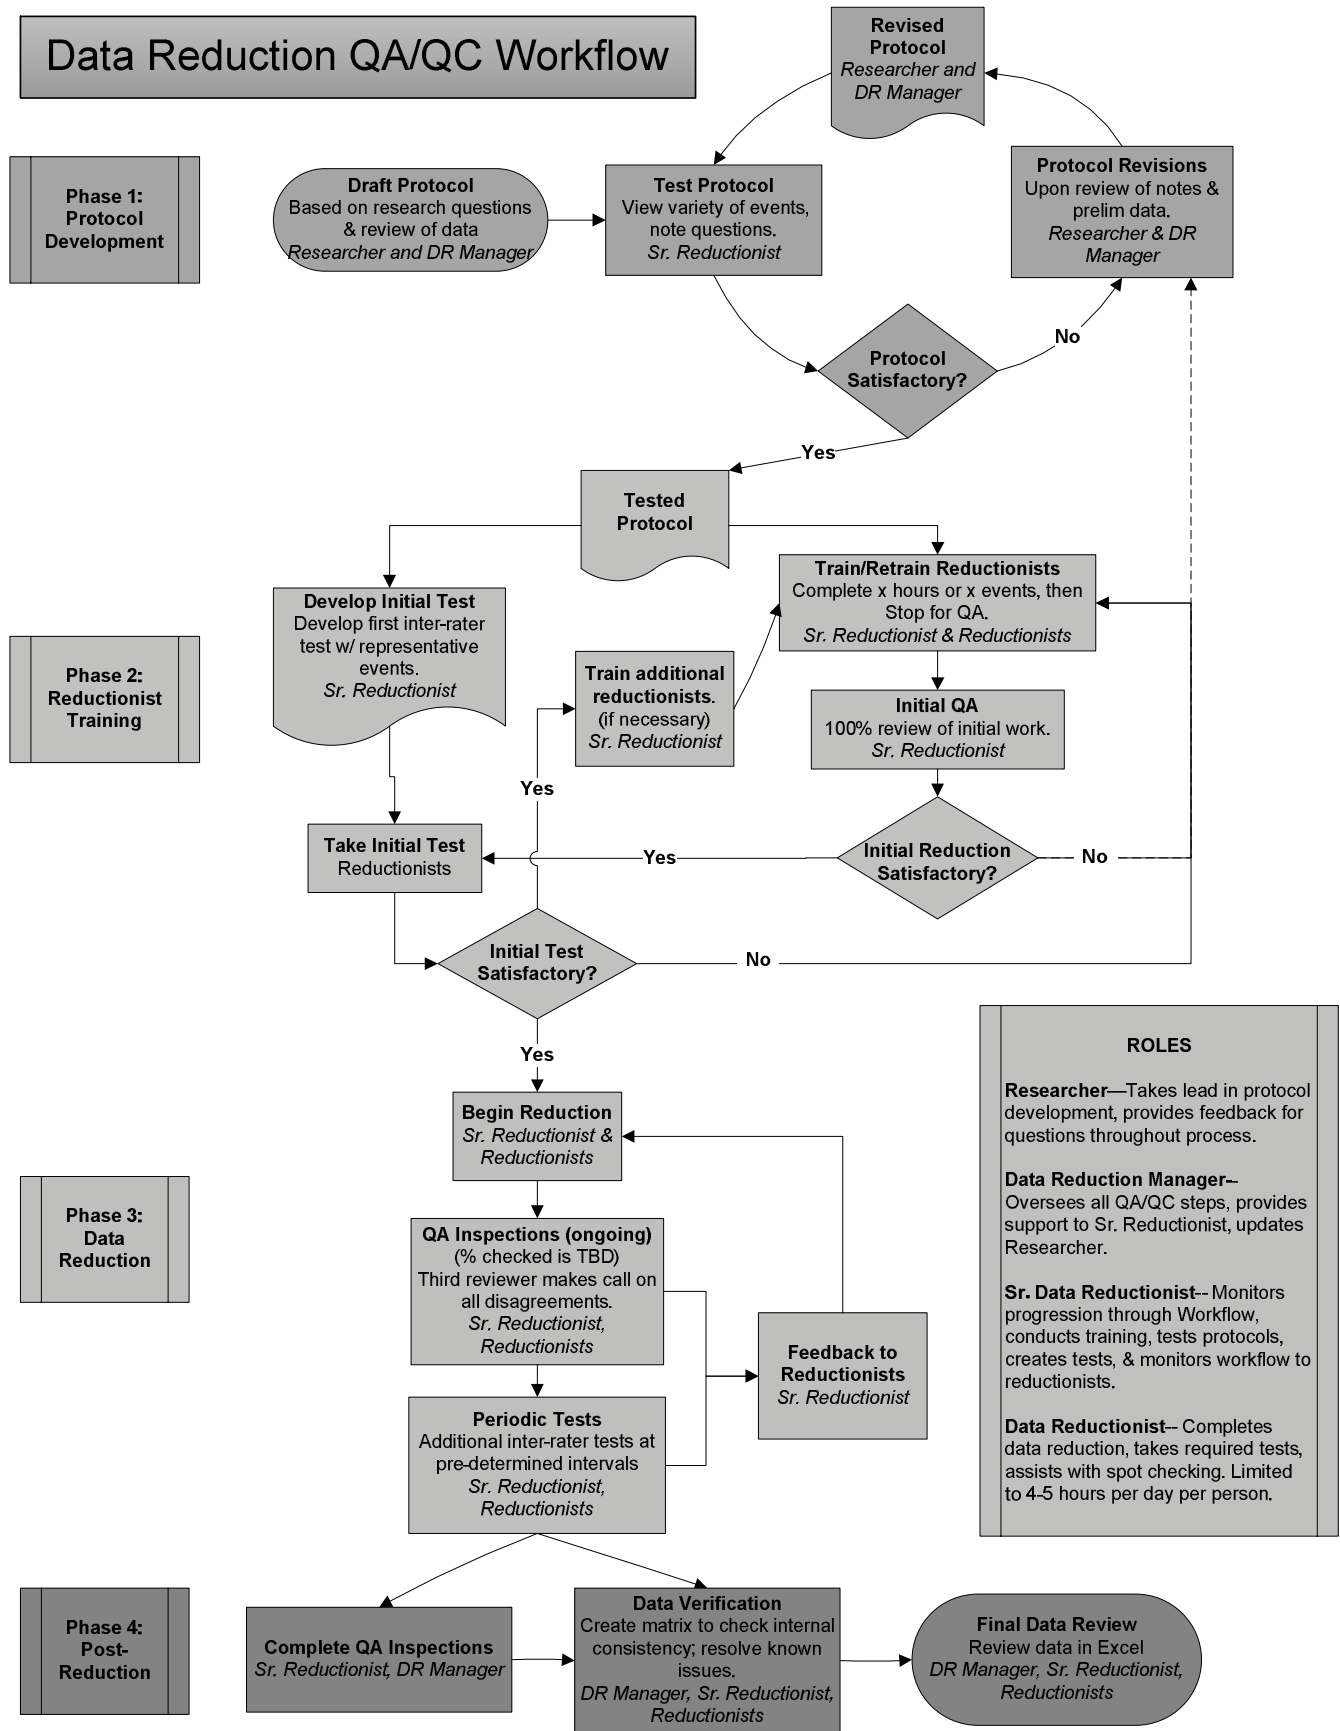 Data Reduction QA/QC Workflow
Revised
Protocol
Researcher and
DR Manager
Phase 1:
Protocol
Development
Draft Protocol
Based on research questions
& review of data
Researcher and DR Manager
Test Protocol
View variety of events,
note questions.
Sr. Reductionist
Protocol Revisions
Upon review of notes &
prelim data.
Researcher & DR
Manager
Protocol
Satisfactory?
No
Yes
Tested
Protocol
Phase 2:
Reductionist
Training
Develop Initial Test
Develop first inter-rater
test w/ representative
events.
Sr. Reductionist
Train additional
reductionists.
(if necessary)
Sr. Reductionist
Train/Retrain Reductionists
Complete x hours or x events, then
Stop for QA.
Sr. Reductionist & Reductionists
Initial QA
100% review of initial work.
Sr. Reductionist
Yes
Take Initial Test
Reductionists
Yes
Initial Reduction
Satisfactory?
No
Initial Test
Satisfactory?
No
Yes
Phase 3:
Data
Reduction
Begin Reduction
Sr. Reductionist &
Reductionists
QA Inspections (ongoing)
(% checked is TBD)
Third reviewer makes call on
all disagreements.
Sr. Reductionist,
Reductionists
Feedback to
Reductionists
Sr. Reductionist
Periodic Tests
Additional inter-rater tests at
pre-determined intervals
Sr. Reductionist,
Reductionists
ROLES
Researcher—Takes lead in protocol
development, provides feedback for
questions throughout process.
Data Reduction Manager--
Oversees all QA/QC steps, provides
support to Sr. Reductionist, updates
Researcher.
Sr. Data Reductionist-- Monitors
progression through Workflow,
conducts training, tests protocols,
creates tests, & monitors workflow to
reductionists.
Data Reductionist-- Completes
data reduction, takes required tests,
assists with spot checking. Limited
to 4-5 hours per day per person.
Phase 4:
Post-
Reduction
Complete QA Inspections
Sr. Reductionist, DR Manager
Data Verification
Create matrix to check internal
consistency; resolve known
issues.
DR Manager, Sr. Reductionist,
Reductionists
Final Data Review
Review data in Excel
DR Manager, Sr. Reductionist,
Reductionists